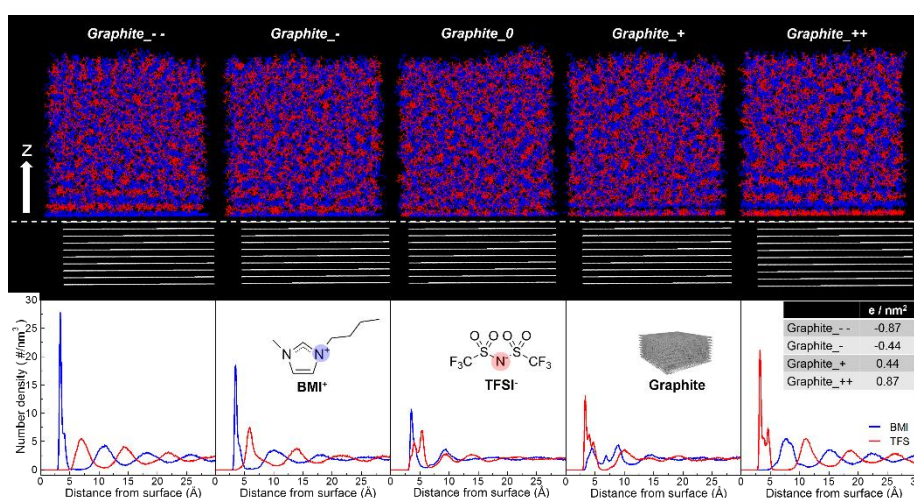 Graphite_- -
Graphite_-
Graphite_0
Graphite_+
Graphite_++
Z
Number density ( #/nm³)
30
25
20
15
10
5
0
BMI⁺
N⁺
N
O O O O
F₃C S N⁻ S CF₃
TFSI⁻
Graphite
e / nm²
Graphite_- - -0.87
Graphite_- -0.44
Graphite_+ 0.44
Graphite_++ 0.87
BMI
TFS
0 5 10 15 20 25
0 5 10 15 20 25
0 5 10 15 20 25
0 5 10 15 20 25
0 5 10 15 20 25
Distance from surface (Å)
Distance from surface (Å)
Distance from surface (Å)
Distance from surface (Å)
Distance from surface (Å)